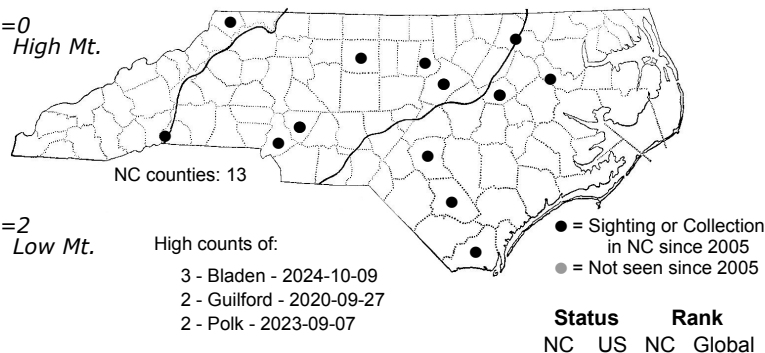 =0
High Mt.
NC counties: 13
=2
Low Mt.
High counts of:
3 - Bladen - 2024-10-09
2 - Guilford - 2020-09-27
2 - Polk - 2023-09-07
= Sighting or Collection
in NC since 2005
= Not seen since 2005
Status Rank
NC US NC Global